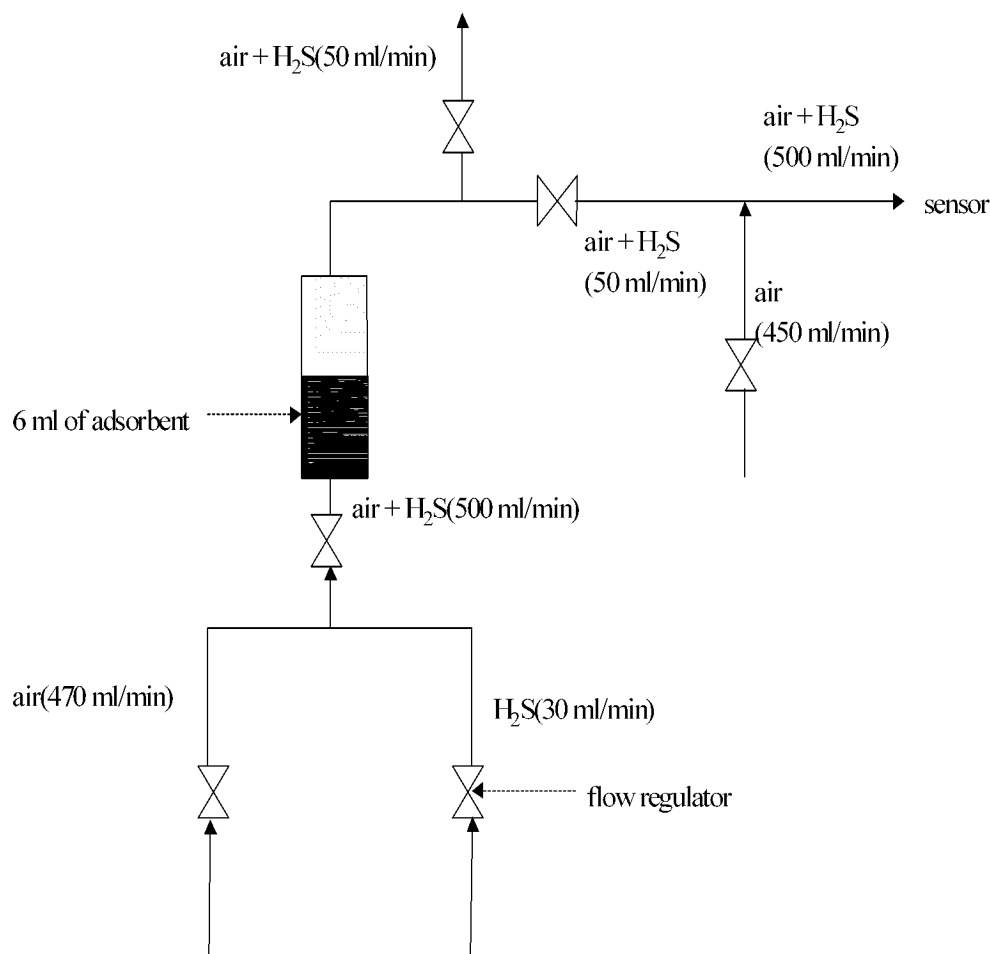 air + H₂S(50 ml/min)
air + H₂S
(500 ml/min)
sensor
air + H₂S
(50 ml/min)
air
(450 ml/min)
6 ml of adsorbent
air + H₂S(500 ml/min)
air(470 ml/min)
H₂S(30 ml/min)
flow regulator